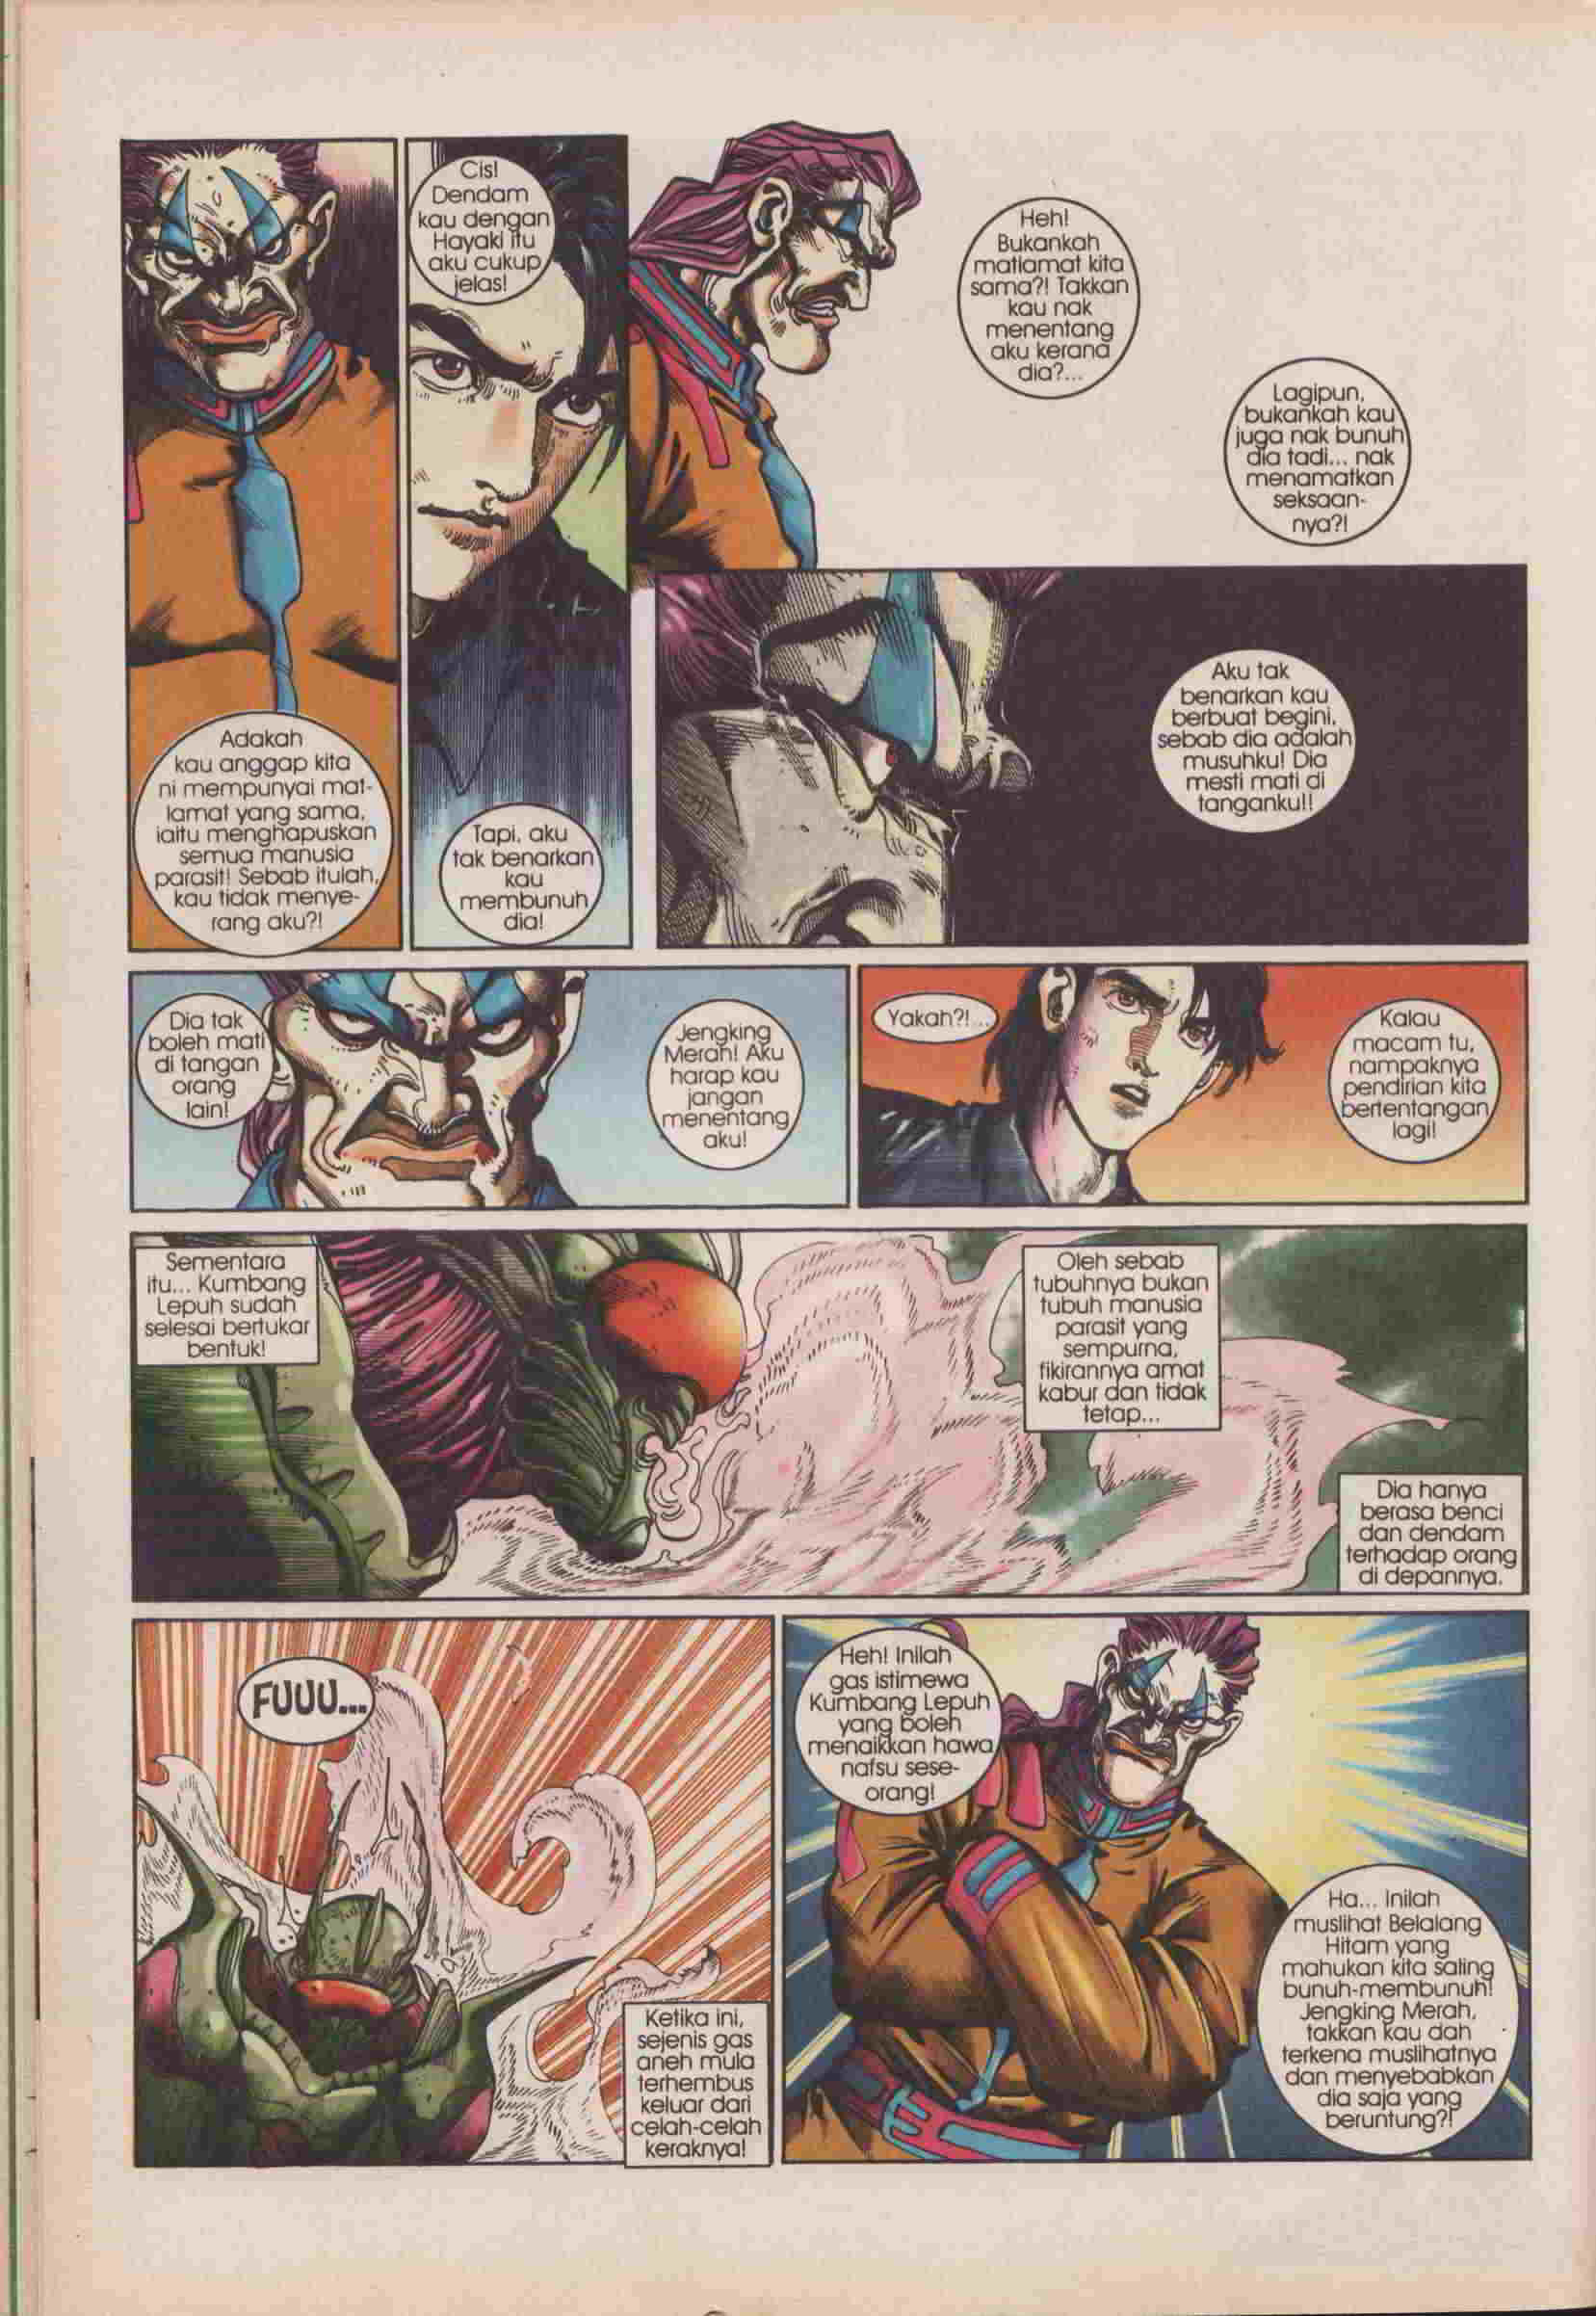 Adakah
kau anggap kita
ni mempunyai mat-
lamat yang sama,
iaitu menghapuskan
semua manusia
parasit! Sebab itulah,
kau tidak menye-
rang aku?!
Cis!
Dendam
kau dengan
Hayaki itu
aku cukup
jelas!
Tapi, aku
tak benarkan
kau
membunuh
dia!
Heh!
Bukankah
matlamat kita
sama?! Takkan
kau nak
menentang
aku kerana
dia?...
Lagipun,
bukankah kau
juga nak bunuh
dia tadi... nak
menamatkan
seksaan-
nya?!
Aku tak
benarkan kau
berbuat begini,
sebab dia adalah
musuhku! Dia
mesti mati di
tanganku!!
Dia tak
boleh mati
di tangan
orang
lain!
Jengking
Merah! Aku
harap kau
jangan
menentang
aku!
Yakah?!...
Kalau
macam tu,
nampaknya
pendirian kita
bertentangan
lagi!
Sementara
itu... Kumbang
Lepuh sudah
selesai bertukar
bentuk!
Oleh sebab
tubuhnya bukan
tubuh manusia
parasit yang
sempurna,
fikirannya amat
kabur dan tidak
tetap...
Dia hanya
berasa benci
dan dendam
terhadap orang
di depannya.
FUUU...
Ketika ini,
sejenis gas
aneh mula
terhembus
keluar dari
celah-celah
keraknya!
Heh! Inilah
gas istimewa
Kumbang Lepuh
yang boleh
menaikkan hawa
nafsu sese-
orang!
Ha... Inilah
muslihat Belalang
Hitam yang
mahukan kita saling
bunuh-membunuh!
Jengking Merah,
takkan kau dah
terkena muslihatnya
dan menyebabkan
dia saja yang
beruntung?!